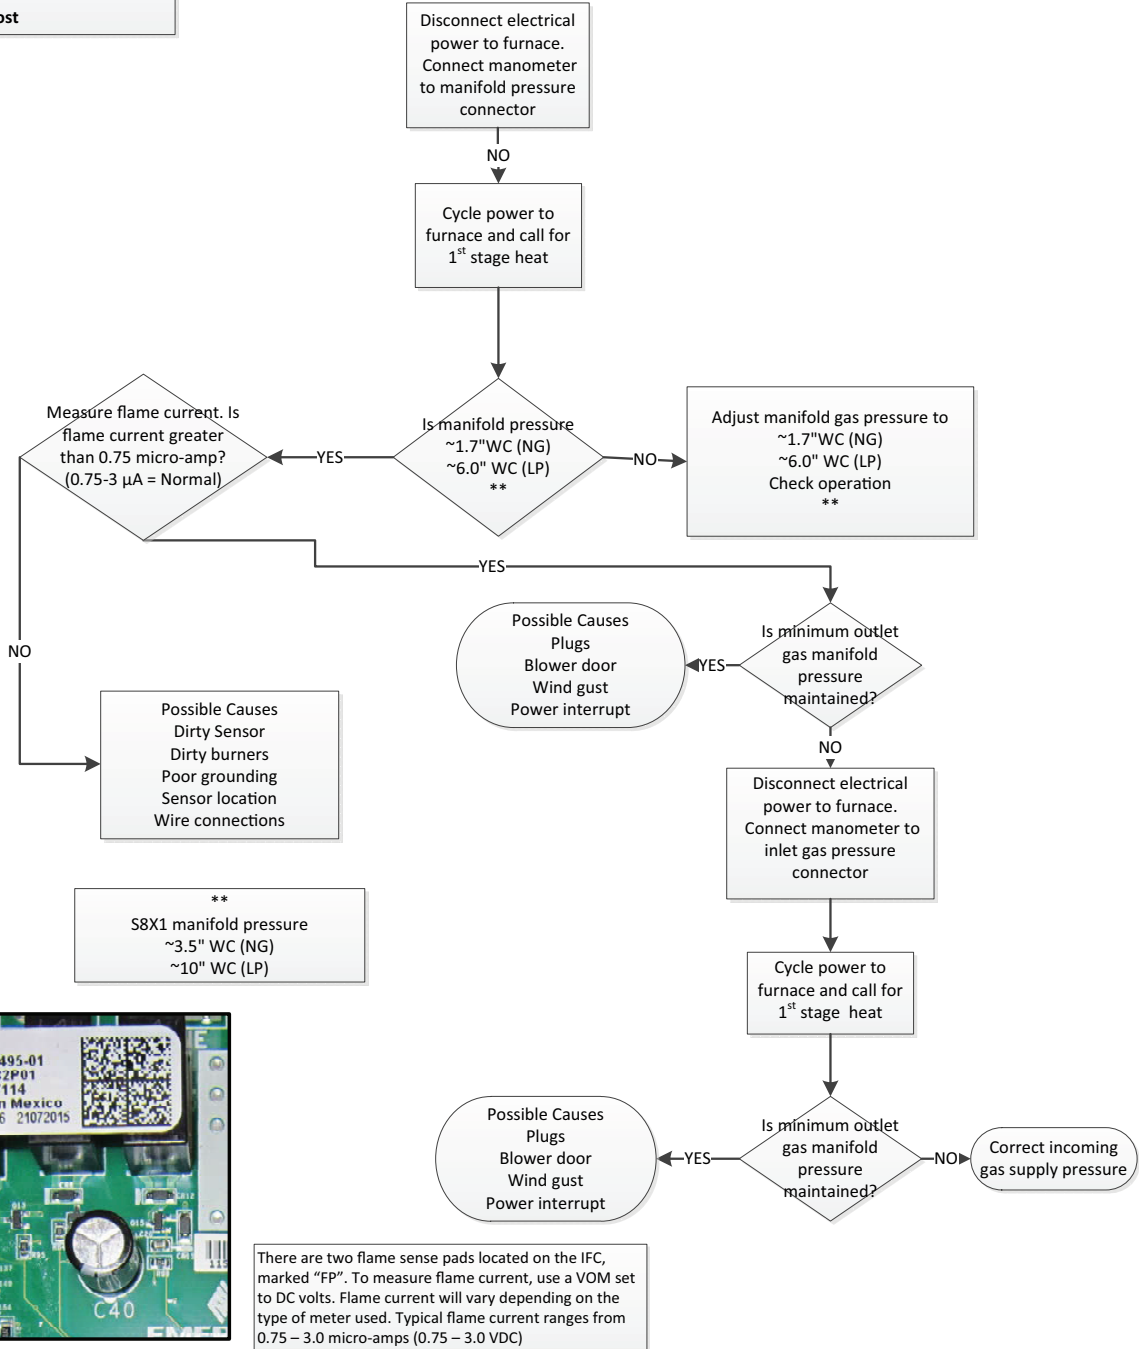 ost
Disconnect electrical
power to furnace.
Connect manometer
to manifold pressure
connector
NO
Cycle power to
furnace and call for
1st stage heat
Measure flame current. Is
flame current greater
than 0.75 micro-amp?
(0.75-3 µA = Normal)
YES
Is manifold pressure
~1.7"WC (NG)
~6.0" WC (LP)
**
NO
Adjust manifold gas pressure to
~1.7"WC (NG)
~6.0" WC (LP)
Check operation
**
YES
NO
Possible Causes
Plugs
Blower door
Wind gust
Power interrupt
YES
Is minimum outlet
gas manifold
pressure
maintained?
NO
Possible Causes
Dirty Sensor
Dirty burners
Poor grounding
Sensor location
Wire connections
Disconnect electrical
power to furnace.
Connect manometer to
inlet gas pressure
connector
**
S8X1 manifold pressure
~3.5" WC (NG)
~10" WC (LP)
Cycle power to
furnace and call for
1st stage heat
Possible Causes
Plugs
Blower door
Wind gust
Power interrupt
YES
Is minimum outlet
gas manifold
pressure
maintained?
NO
Correct incoming
gas supply pressure
495-01
2P01
114
n Mexico
6 21072015
E
C40
EMER
There are two flame sense pads located on the IFC,
marked “FP”. To measure flame current, use a VOM set
to DC volts. Flame current will vary depending on the
type of meter used. Typical flame current ranges from
0.75 – 3.0 micro-amps (0.75 – 3.0 VDC)